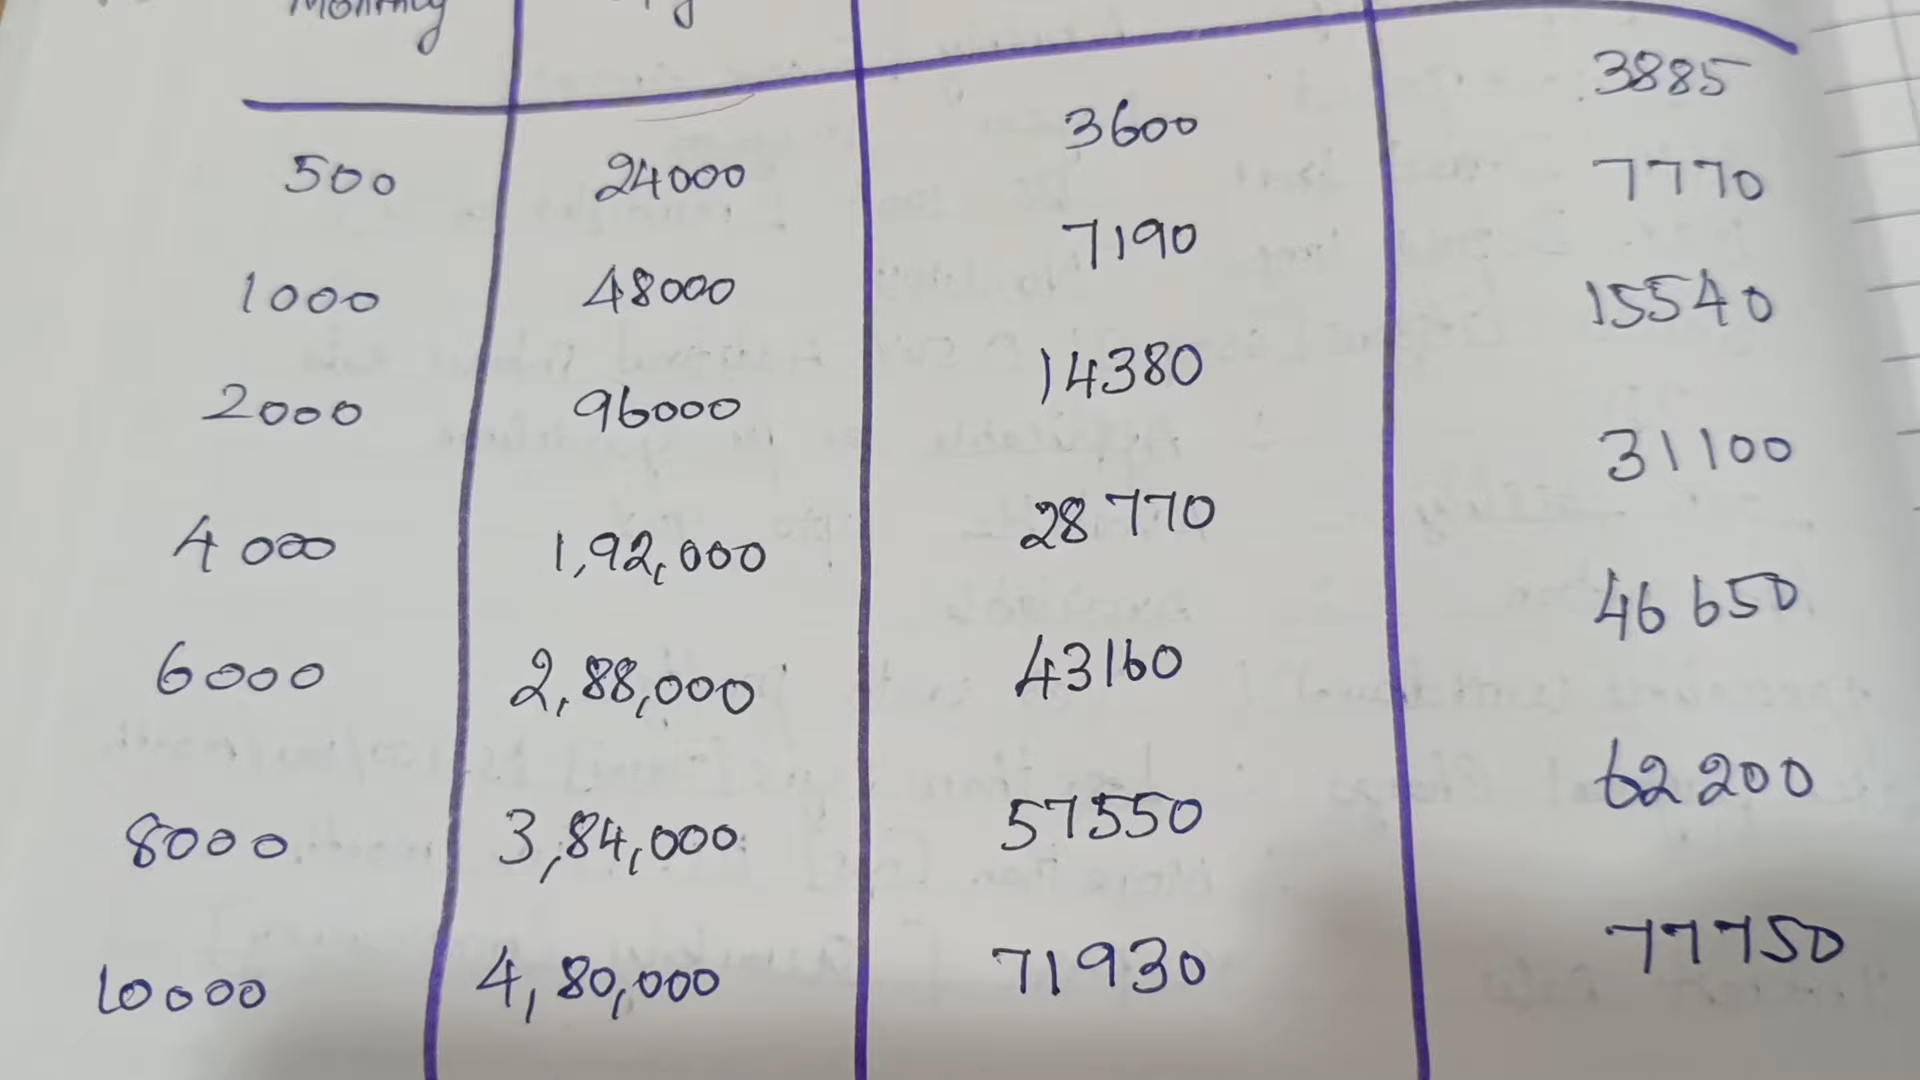 Monthly
500 24000 3600 3885
1000 48000 7190 7770
2000 96000 14380 15540
4000 1,92,000 28770 31100
6000 2,88,000 43160 46650
8000 3,84,000 57550 62200
10000 4,80,000 71930 77750